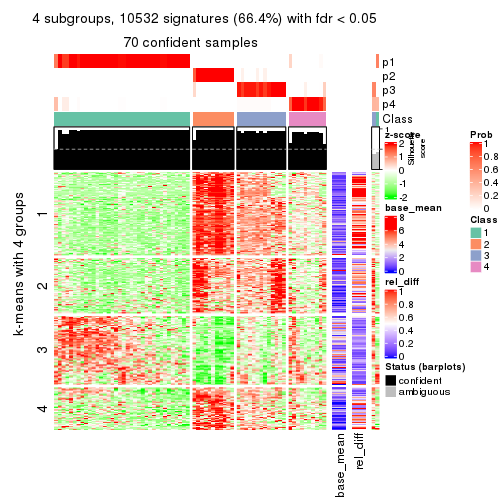 4 subgroups, 10532 signatures (66.4%) with fdr < 0.05
70 confident samples
p1
p2
p3
p4
Class
1
Silhouette
score
k-means with 4 groups
1
2
3
4
base_mean
rel_diff
z-score
2
1
0
-1
-2
base_mean
8
6
4
2
0
rel_diff
1
0.8
0.6
0.4
0.2
0
Status (barplots)
confident
ambiguous
Prob
1
0.8
0.6
0.4
0.2
0
Class
1
2
3
4